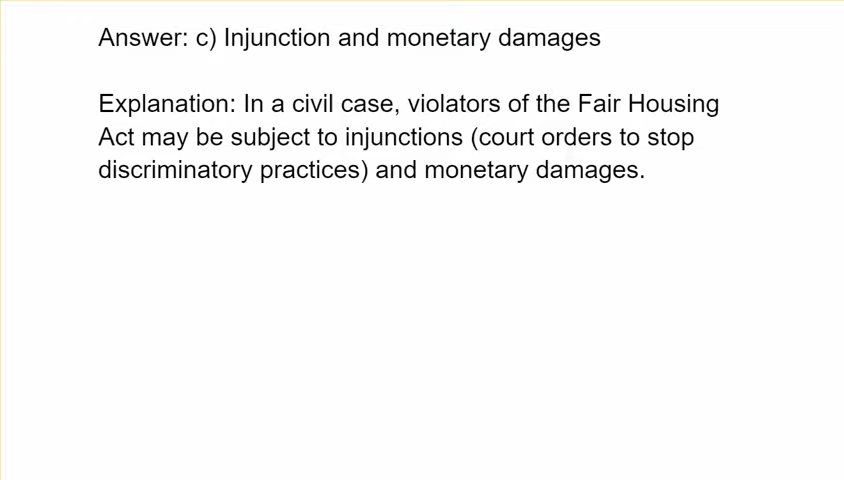 Answer: c) Injunction and monetary damages
Explanation: In a civil case, violators of the Fair Housing
Act may be subject to injunctions (court orders to stop
discriminatory practices) and monetary damages.